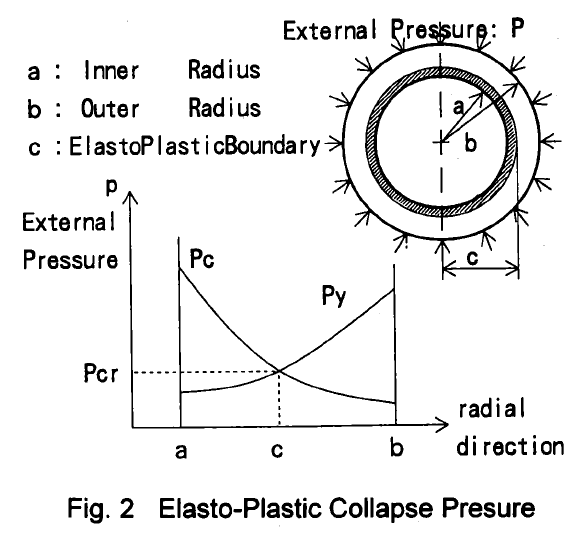 External Pressure: P
a : Inner Radius
b : Outer Radius
c : ElastoPlasticBoundary
a
b
c
p
External
Pressure
Pc
Py
Pcr
radial
direction
a
c
b
Fig. 2 Elasto-Plastic Collapse Presure